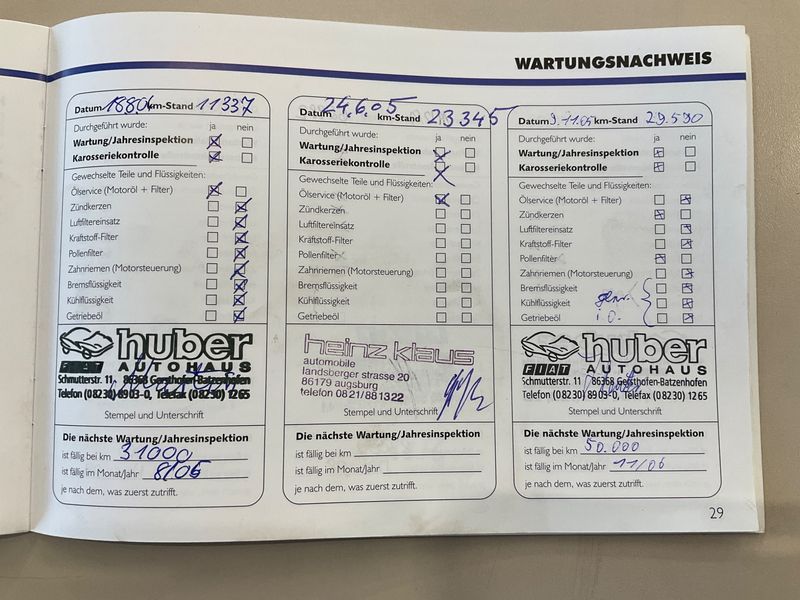 WARTUNGSNACHWEIS
Datum 18804 km-Stand 11337
Durchgeführt wurde: ja nein
Wartung/Jahresinspektion
Karosseriekontrolle
Gewechselte Teile und Flüssigkeiten:
Ölservice (Motoröl + Filter)
Zündkerzen
Luftfiltereinsatz
Kraftstoff-Filter
Pollenfilter
Zahnriemen (Motorsteuerung)
Bremsflüssigkeit
Kühlflüssigkeit
Getriebeöl
huber
FIAT AUTOHAUS
Schmutterstr. 11, 86368 Gersthofen-Batzenhofen
Telefon (08230) 8903-0, Telefax (08230) 1265
Stempel und Unterschrift
Die nächste Wartung/Jahresinspektion
ist fällig bei km 31000
ist fällig im Monat/Jahr 8/05
je nach dem, was zuerst zutrifft.
Datum 24.6.05 km-Stand 23345
Durchgeführt wurde: ja nein
Wartung/Jahresinspektion
Karosseriekontrolle
Gewechselte Teile und Flüssigkeiten:
Ölservice (Motoröl + Filter)
Zündkerzen
Luftfiltereinsatz
Kraftstoff-Filter
Pollenfilter
Zahnriemen (Motorsteuerung)
Bremsflüssigkeit
Kühlflüssigkeit
Getriebeöl
heinz klaus
automobile
landsberger strasse 20
86179 augsburg
telefon 0821/881322
Stempel und Unterschrift
Die nächste Wartung/Jahresinspektion
ist fällig bei km
ist fällig im Monat/Jahr
je nach dem, was zuerst zutrifft.
Datum 9.11.05 km-Stand 29.590
Durchgeführt wurde: ja nein
Wartung/Jahresinspektion
Karosseriekontrolle
Gewechselte Teile und Flüssigkeiten:
Ölservice (Motoröl + Filter)
Zündkerzen
Luftfiltereinsatz
Kraftstoff-Filter
Pollenfilter
Zahnriemen (Motorsteuerung)
Bremsflüssigkeit
Kühlflüssigkeit
Getriebeöl i.O.
huber
FIAT AUTOHAUS
Schmutterstr. 11 86368 Gersthofen-Batzenhofen
Telefon (08230) 8903-0, Telefax (08230) 1265
Stempel und Unterschrift
Die nächste Wartung/Jahresinspektion
ist fällig bei km 50.000
ist fällig im Monat/Jahr 11/06
je nach dem, was zuerst zutrifft.
29